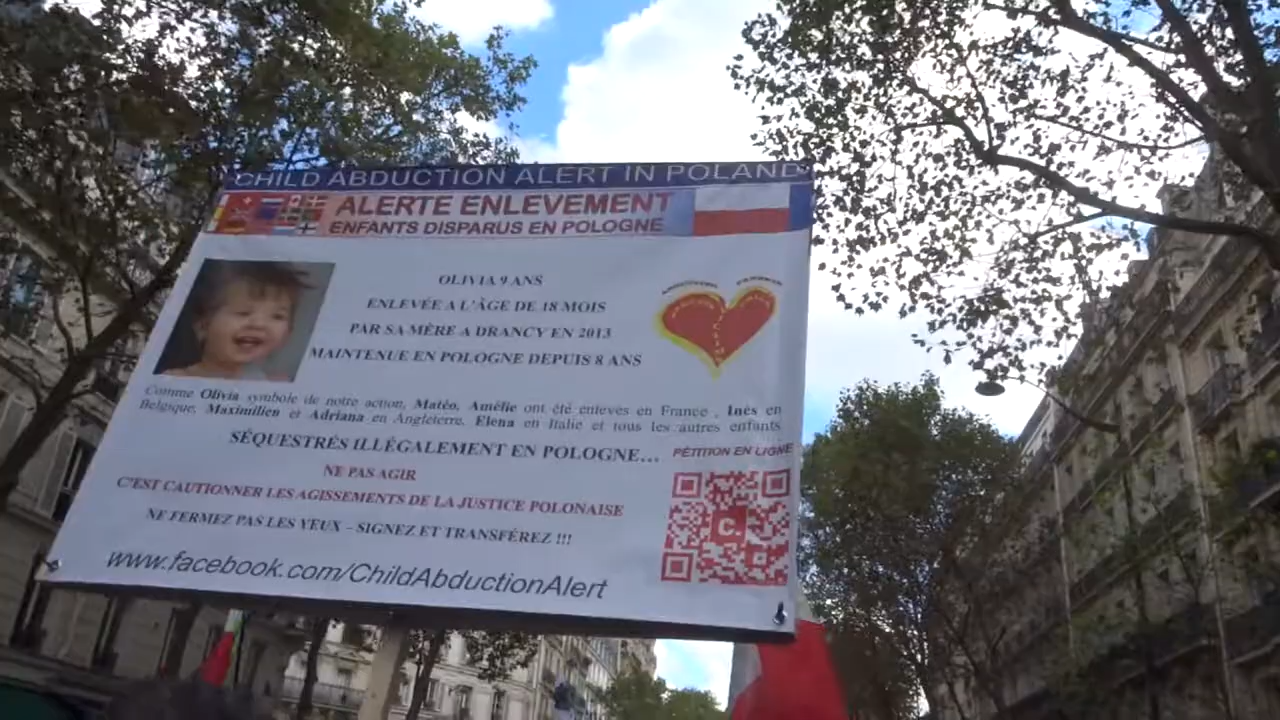 CHILD ABDUCTION ALERT IN POLAND
ALERTE ENLEVEMENT
ENFANTS DISPARUS EN POLOGNE
OLIVIA 9 ANS
ENLEVÉE A L'ÂGE DE 18 MOIS
PAR SA MÈRE A DRANCY EN 2013
MAINTENUE EN POLOGNE DEPUIS 8 ANS
Comme Olivia symbole de notre action, Matéo, Amélie ont été enlevés en France, Inès en
Belgique, Maximilien et Adriana en Angleterre, Elena en Italie et tous les autres enfants
SÉQUESTRÉS ILLÉGALEMENT EN POLOGNE...
PÉTITION EN LIGNE
NE PAS AGIR
C'EST CAUTIONNER LES AGISSEMENTS DE LA JUSTICE POLONAISE
NE FERMEZ PAS LES YEUX – SIGNEZ ET TRANSFÉREZ !!!
C.
www.facebook.com/ChildAbductionAlert